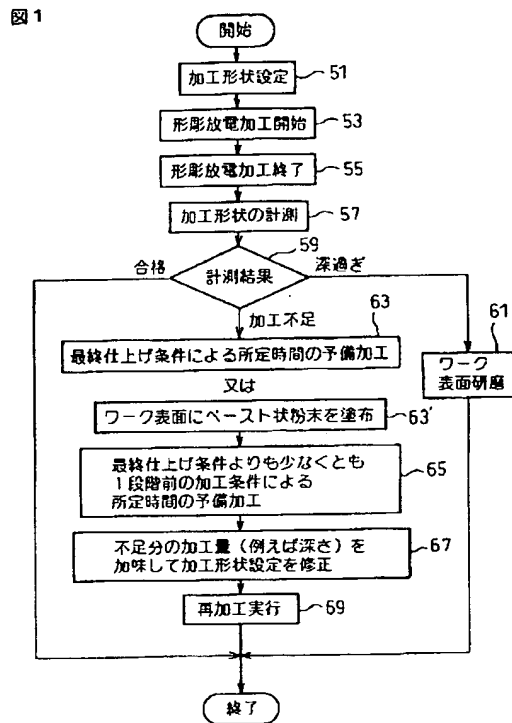 図1
開始
加工形状設定
51
形彫放電加工開始
53
形彫放電加工終了
55
加工形状の計測
57
59
合格
計測結果
深過ぎ
加工不足
63
最終仕上げ条件による所定時間の予備加工
61
ワーク
表面研磨
又は
ワーク表面にペースト状粉末を塗布
63'
最終仕上げ条件よりも少なくとも
1段階前の加工条件による
所定時間の予備加工
65
不足分の加工量（例えば深さ）を
加味して加工形状設定を修正
67
再加工実行
69
終了